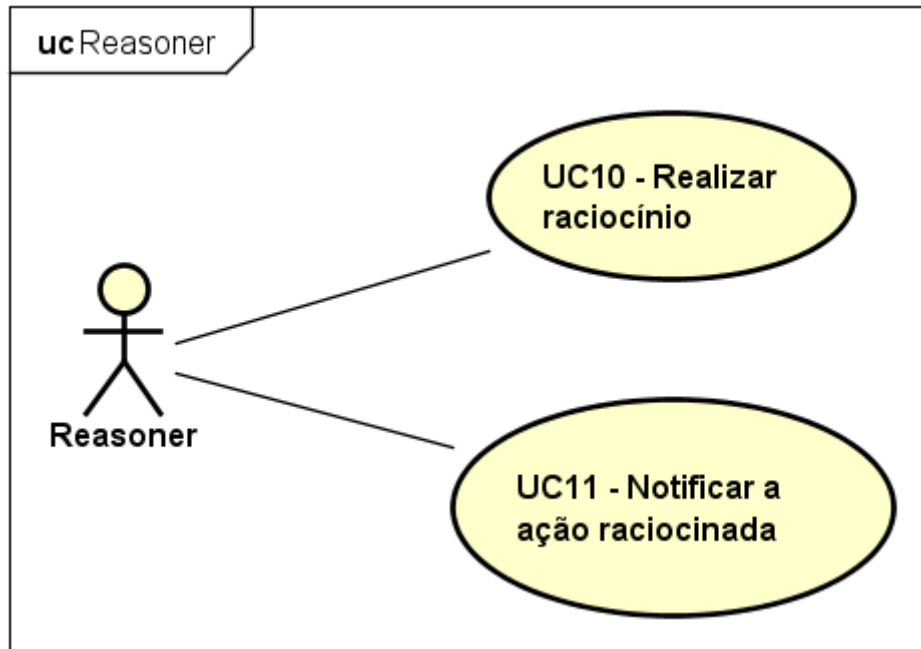 uc Reasoner
UC10 - Realizar
raciocínio
Reasoner
UC11 - Notificar a
ação raciocinada